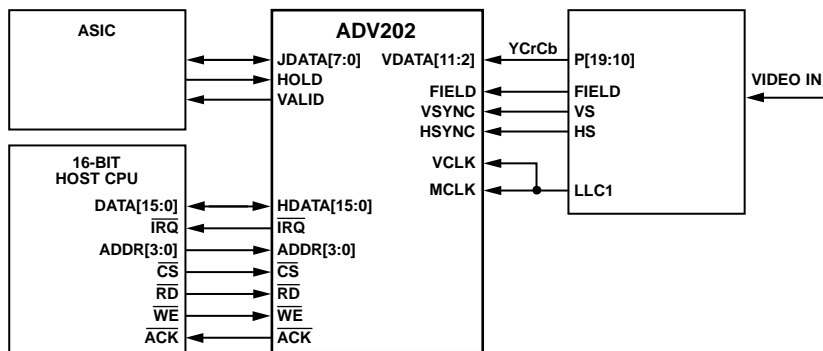 ASIC
ADV202
JDATA[7:0]
HOLD
VALID
VDATA[11:2]
YCrCb
P[19:10]
FIELD
FIELD
VSYNC
VS
HSYNC
HS
VCLK
MCLK
LLC1
VIDEO IN
16-BIT
HOST CPU
DATA[15:0]
HDATA[15:0]
IRQ
IRQ
ADDR[3:0]
ADDR[3:0]
CS
CS
RD
RD
WE
WE
ACK
ACK